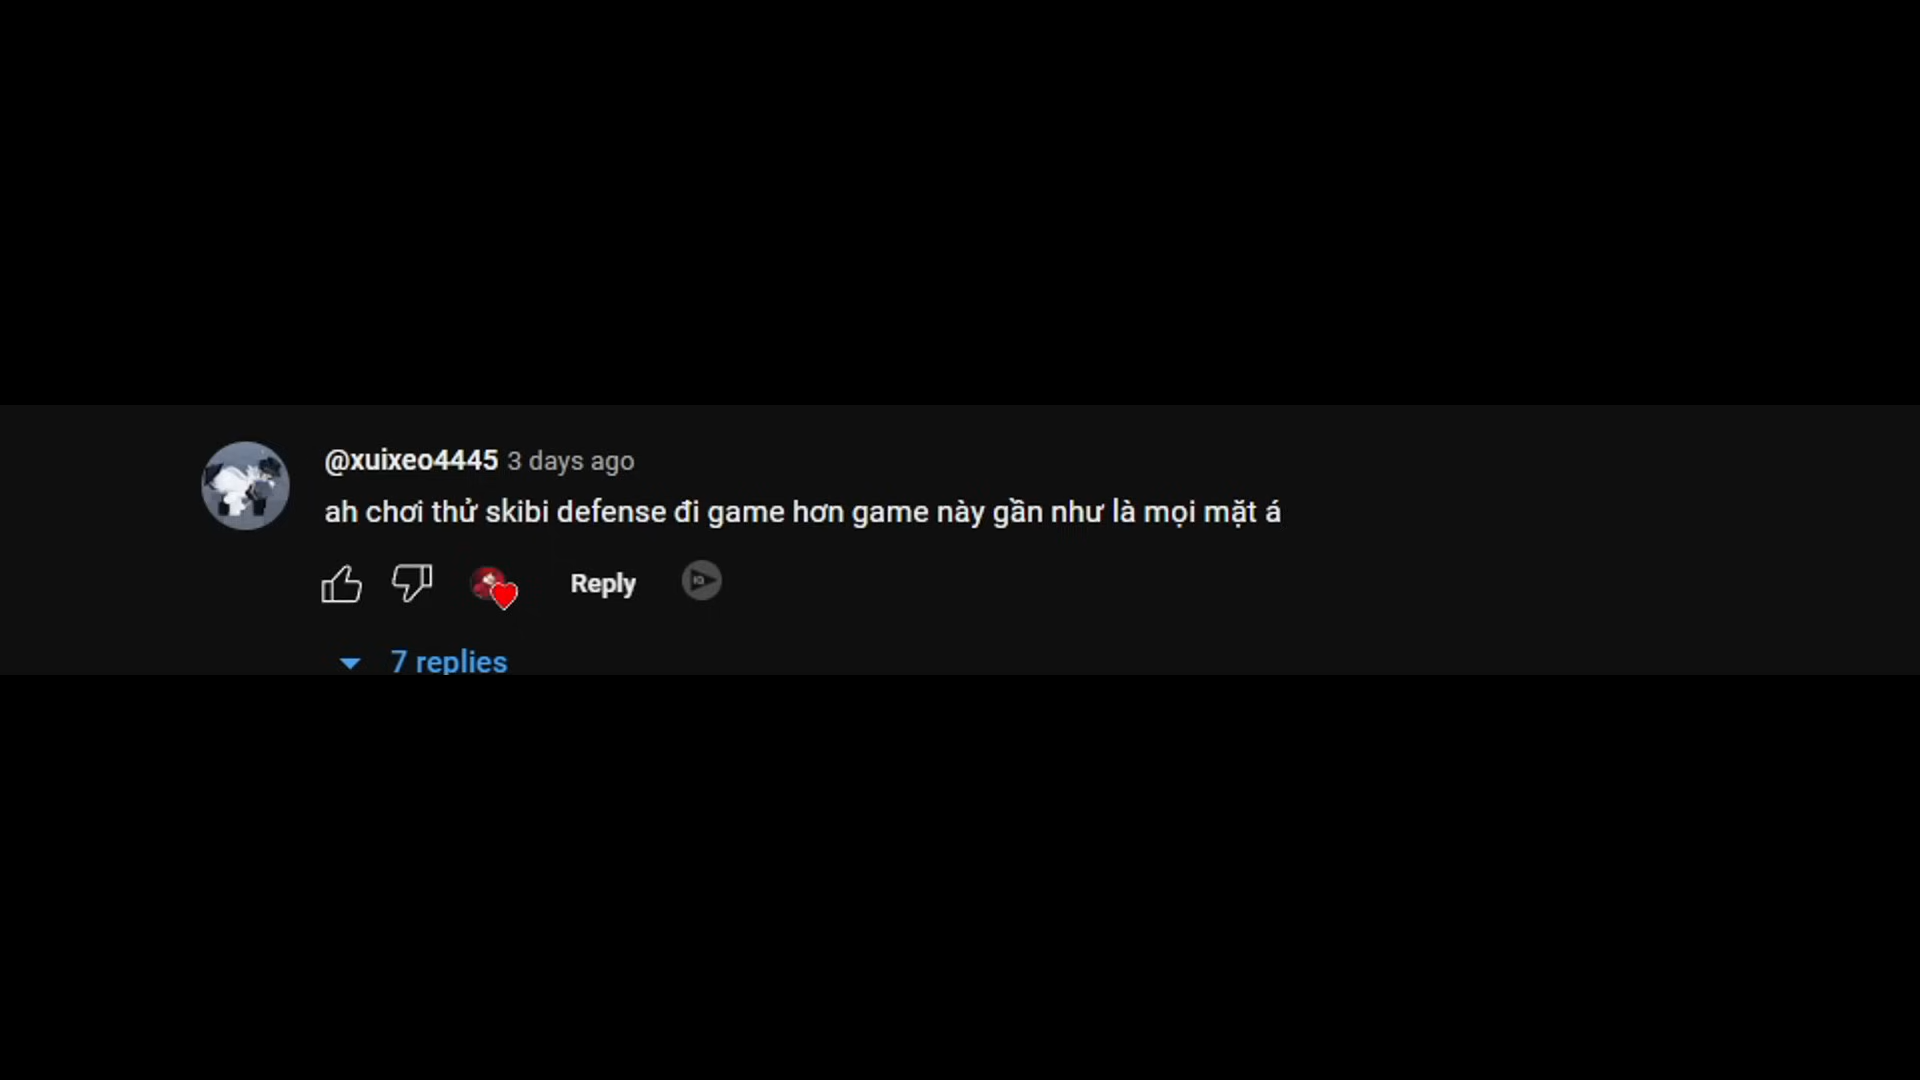 @xuixeo4445 3 days ago
ah chơi thử skibi defense đi game hơn game này gần như là mọi mặt á
Reply
IQ
7 replies